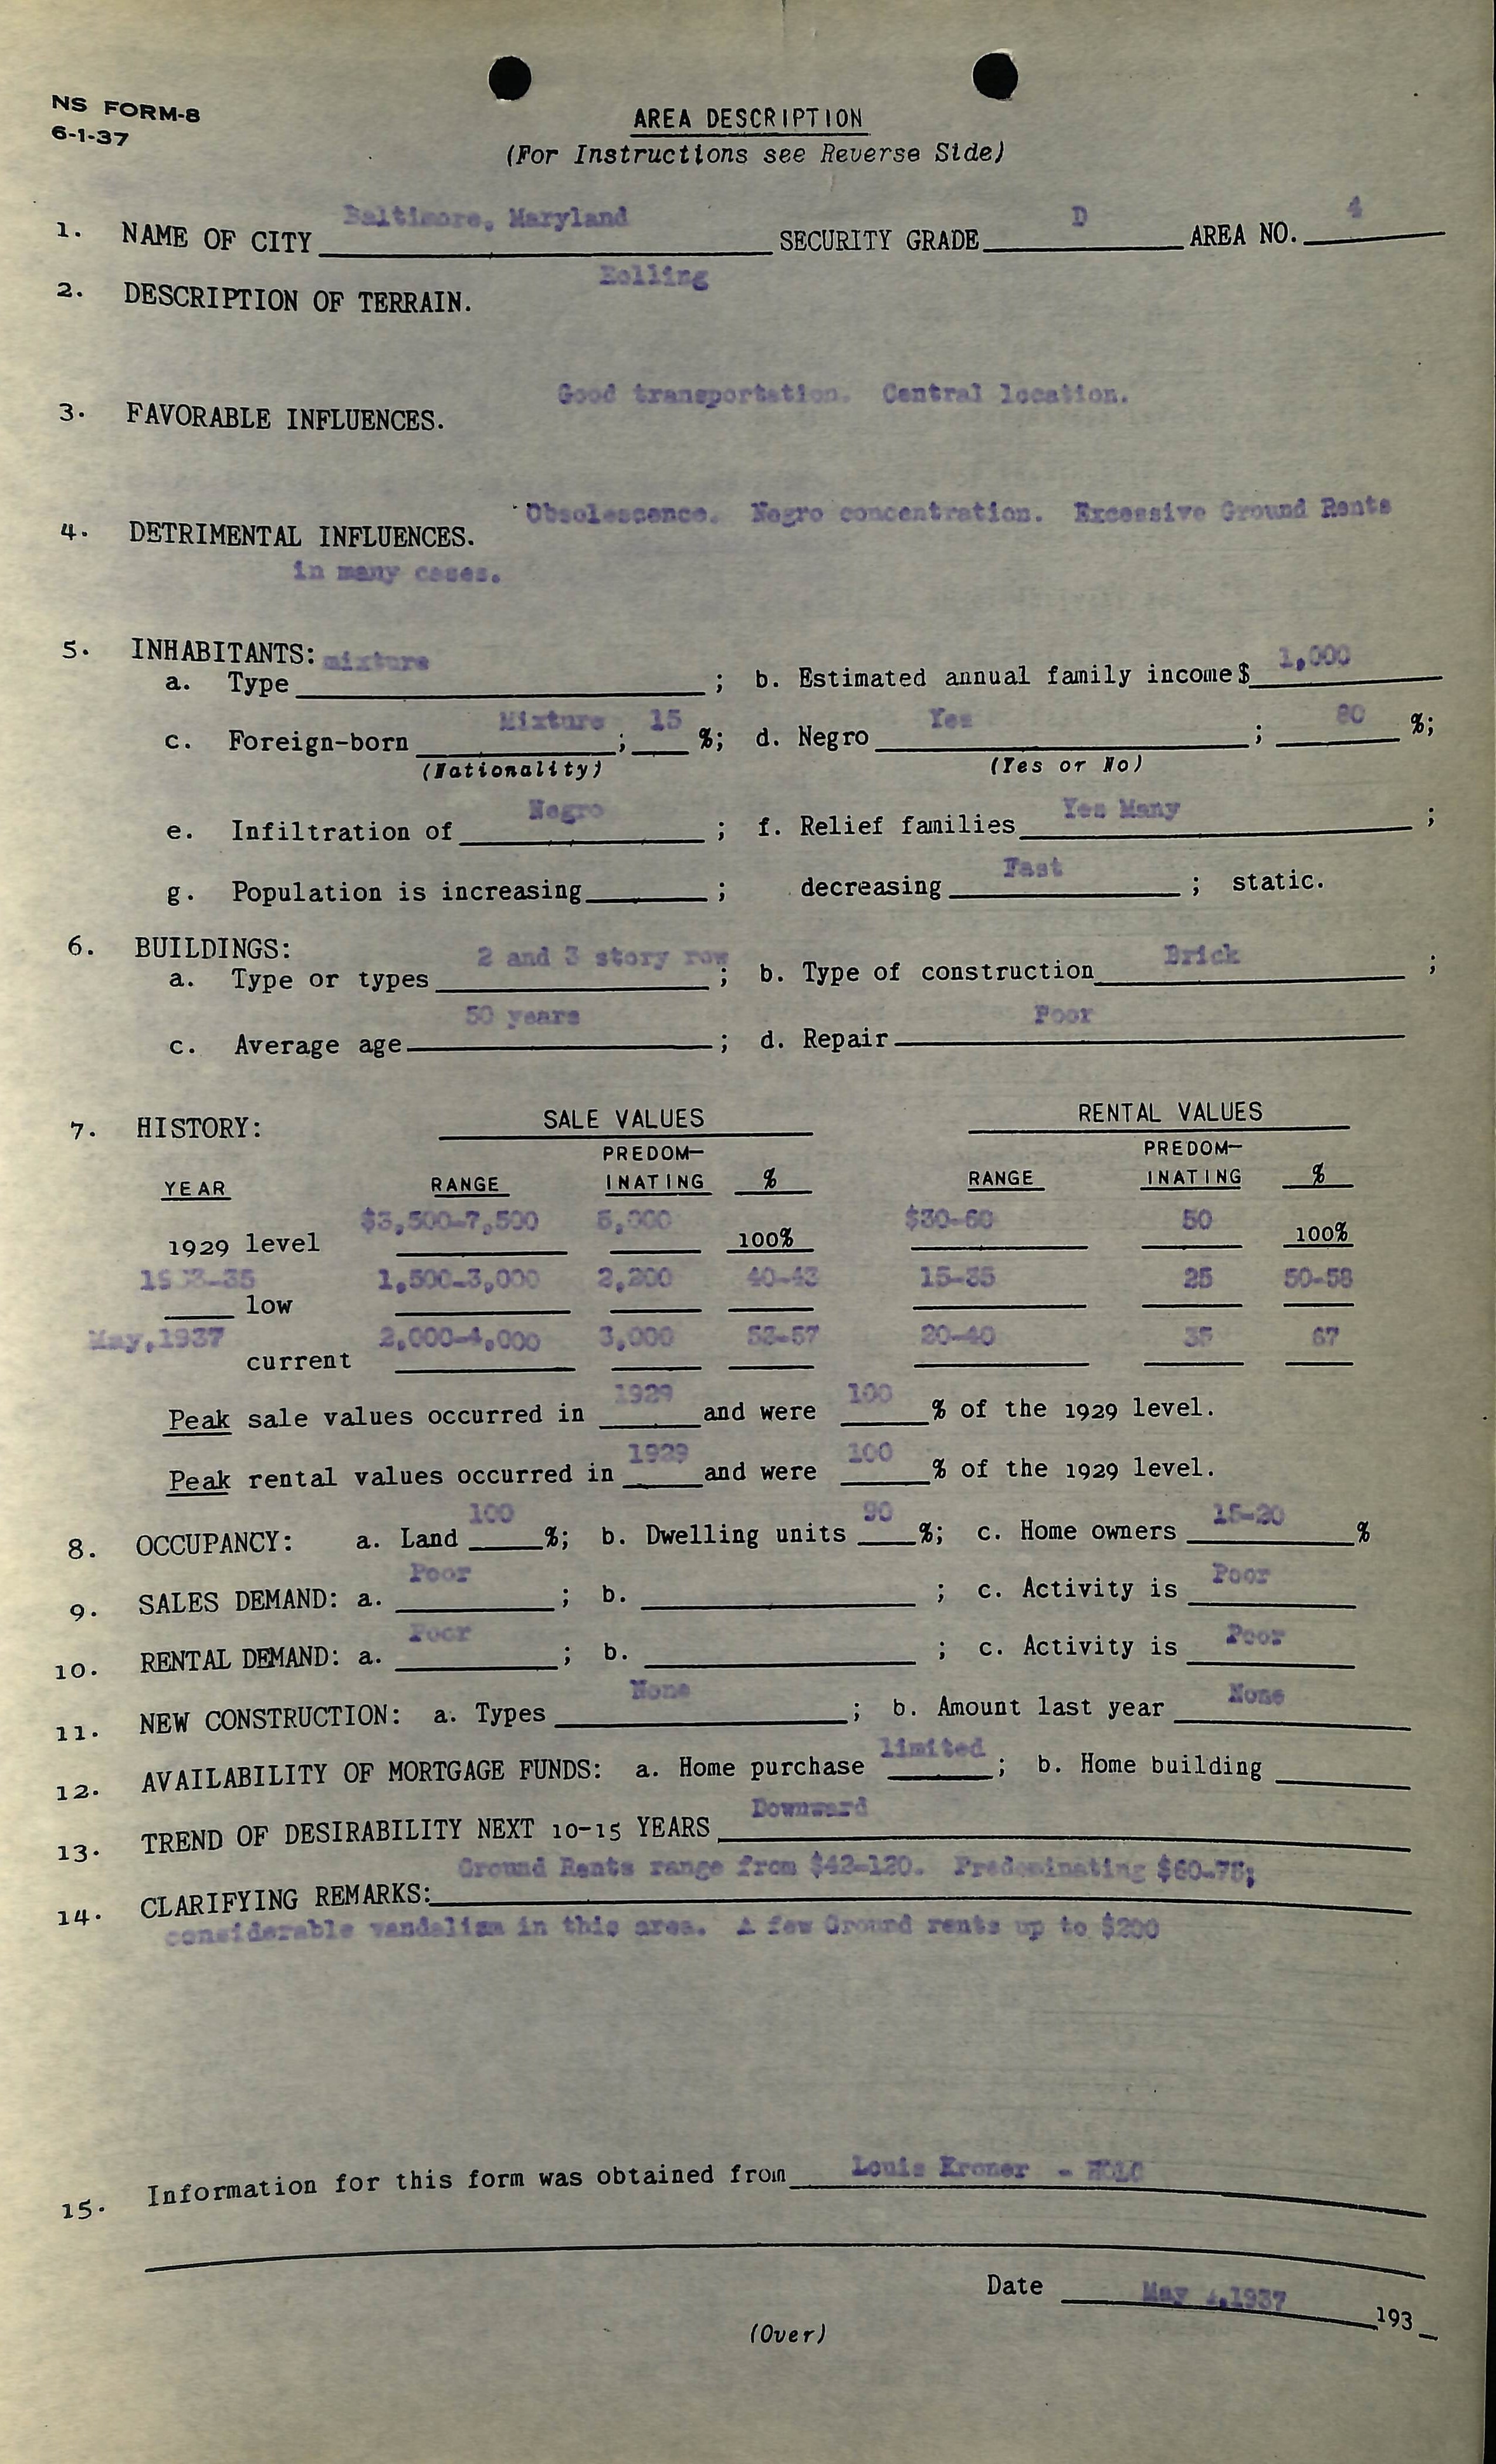 NS FORM-8
6-1-37
AREA DESCRIPTION
(For Instructions see Reverse Side)
1. NAME OF CITY Baltimore, Maryland SECURITY GRADE D AREA NO. 4
2. DESCRIPTION OF TERRAIN. Rolling
3. FAVORABLE INFLUENCES. Good transportation. Central location.
4. DETRIMENTAL INFLUENCES. Obsolescence. Negro concentration. Excessive Ground Rents
in many cases.
5. INHABITANTS:
a. Type mixture ; b. Estimated annual family income $ 1,000
c. Foreign-born Mixture ; 15 %; d. Negro Yes ; 80 %;
(Nationality) (Yes or No)
e. Infiltration of Negro ; f. Relief families Yes Many ;
g. Population is increasing ; decreasing Fast ; static.
6. BUILDINGS:
a. Type or types 2 and 3 story row ; b. Type of construction Brick ;
c. Average age 50 years ; d. Repair Poor
7. HISTORY: SALE VALUES RENTAL VALUES
PREDOM- PREDOM-
YEAR RANGE INATING % RANGE INATING %
1929 level $3,500-7,500 5,000 100% $30-60 50 100%
1933-35 low 1,500-3,000 2,200 40-43 15-35 25 50-58
May,1937 current 2,000-4,000 3,000 53-57 20-40 35 67
Peak sale values occurred in 1929 and were 100 % of the 1929 level.
Peak rental values occurred in 1929 and were 100 % of the 1929 level.
8. OCCUPANCY: a. Land 100 %; b. Dwelling units 90 %; c. Home owners 15-20 %
9. SALES DEMAND: a. Poor ; b. ; c. Activity is Poor
10. RENTAL DEMAND: a. Poor ; b. ; c. Activity is Poor
11. NEW CONSTRUCTION: a. Types None ; b. Amount last year None
12. AVAILABILITY OF MORTGAGE FUNDS: a. Home purchase limited ; b. Home building
13. TREND OF DESIRABILITY NEXT 10-15 YEARS Downward
14. CLARIFYING REMARKS: Ground Rents range from $42-120. Predominating $60-75;
considerable vandalism in this area. A few Ground rents up to $200
15. Information for this form was obtained from Louis Kroner - HOLC
Date May ,1937 193
(Over)